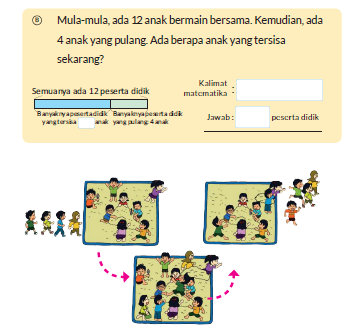 ⑧ Mula-mula, ada 12 anak bermain bersama. Kemudian, ada
4 anak yang pulang. Ada berapa anak yang tersisa
sekarang?
Semuanya ada 12 peserta didik
Banyaknya peserta didik yang tersisa anak
Banyaknya peserta didik yang pulang: 4 anak
Kalimat matematika :
Jawab : peserta didik